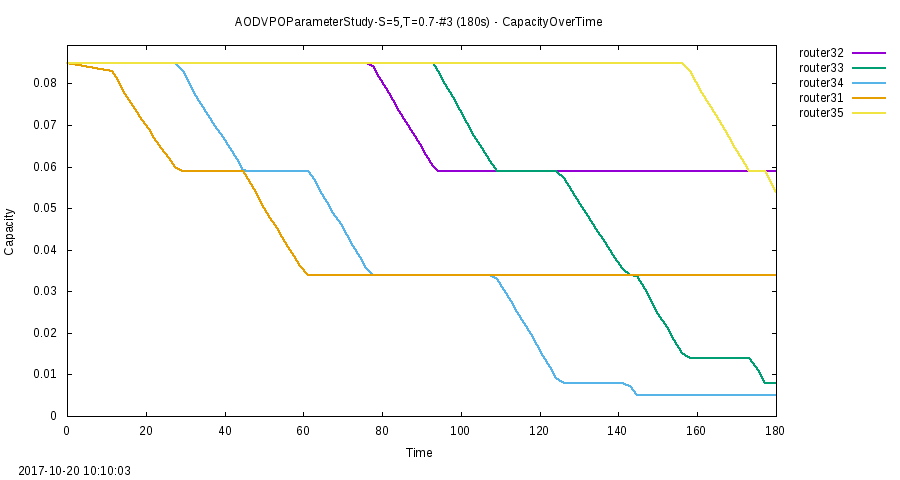 AODVPOParameterStudy-S=5,T=0.7-#3 (180s) - CapacityOverTime
router32
router33
router34
router31
router35
0.08
0.07
0.06
0.05
0.04
0.03
0.02
0.01
0
Capacity
0 20 40 60 80 100 120 140 160 180
Time
2017-10-20 10:10:03